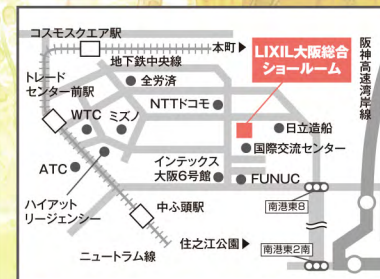 コスモスクエア駅
本町▶
地下鉄中央線
LIXIL大阪総合
ショールーム
阪神高速湾岸線
トレード
センター前駅
全労済
WTC
ミズノ
NTTドコモ
日立造船
国際交流センター
ATC
インテックス
大阪6号館
FUNUC
ハイアット
リージェンシー
中ふ頭駅
南港東8
ニュートラム線
住之江公園▶
南港東2南